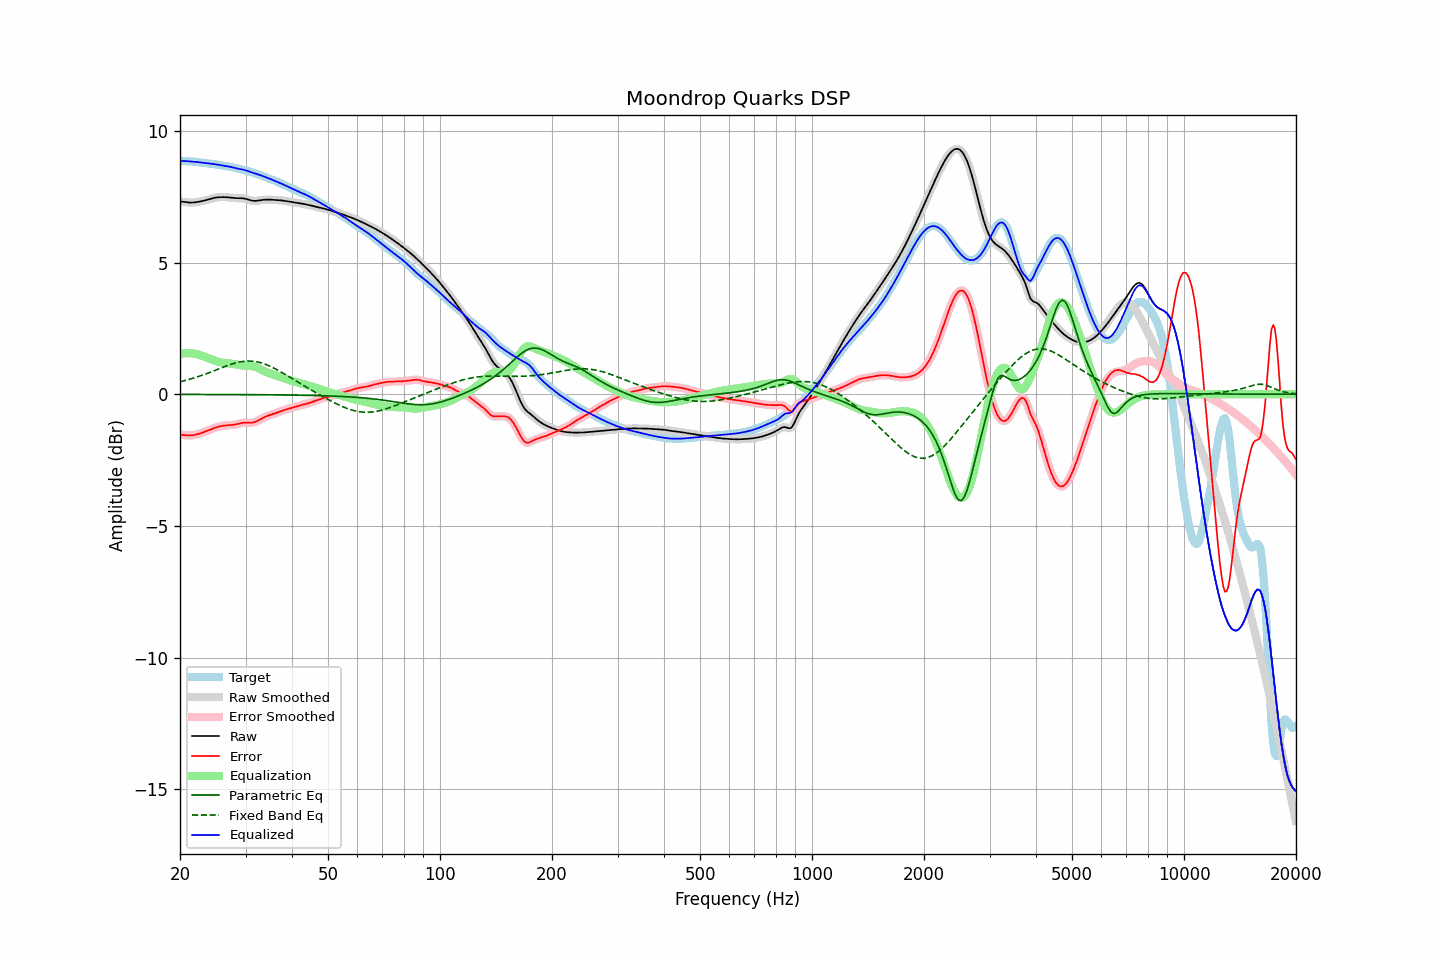 Moondrop Quarks DSP
10
5
0
−5
−10
−15
Amplitude (dBr)
Target
Raw Smoothed
Error Smoothed
Raw
Error
Equalization
Parametric Eq
Fixed Band Eq
Equalized
20 50 100 200 500 1000 2000 5000 10000 20000
Frequency (Hz)